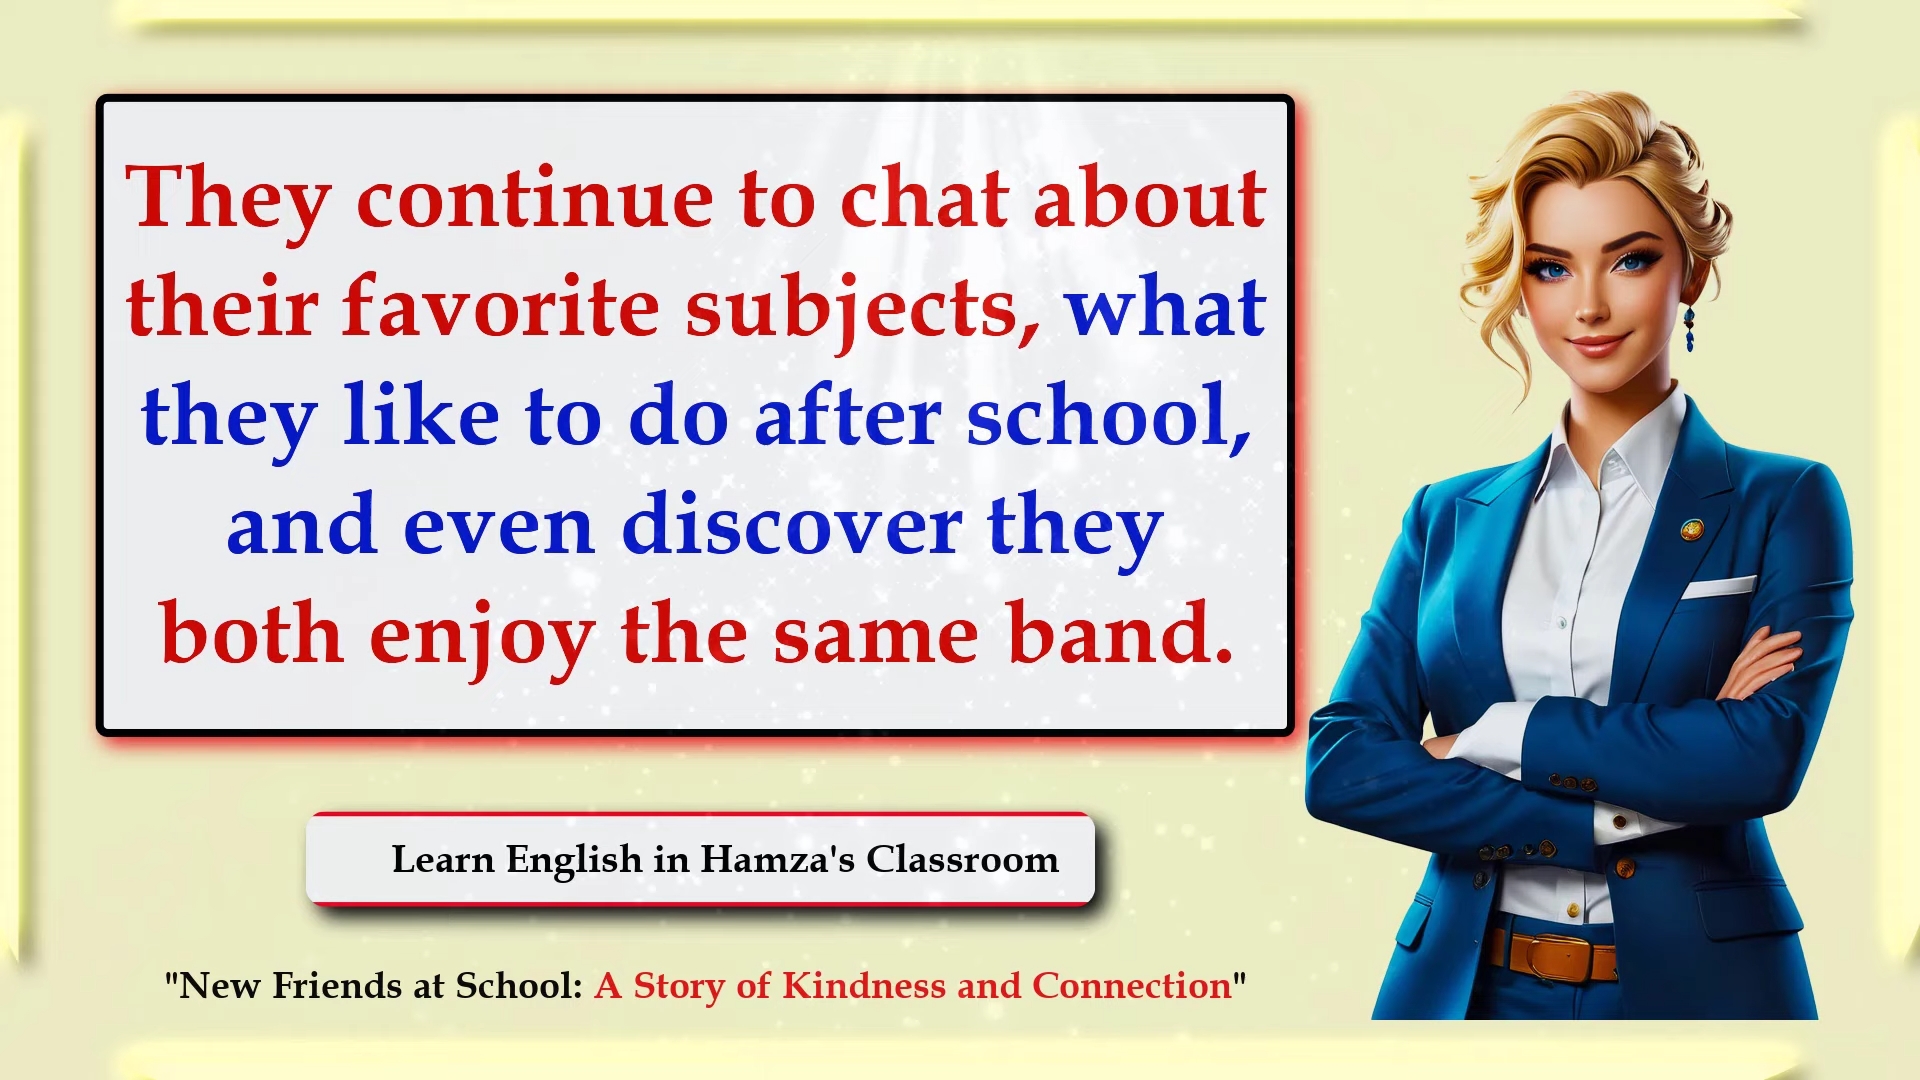 They continue to chat about
their favorite subjects, what
they like to do after school,
and even discover they
both enjoy the same band.
Learn English in Hamza's Classroom
"New Friends at School: A Story of Kindness and Connection"